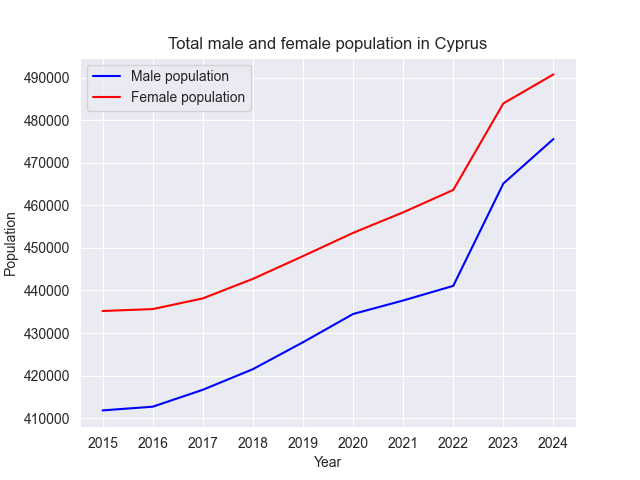 Total male and female population in Cyprus
Male population
Female population
490000
480000
470000
460000
450000
440000
430000
420000
410000
Population
2015 2016 2017 2018 2019 2020 2021 2022 2023 2024
Year